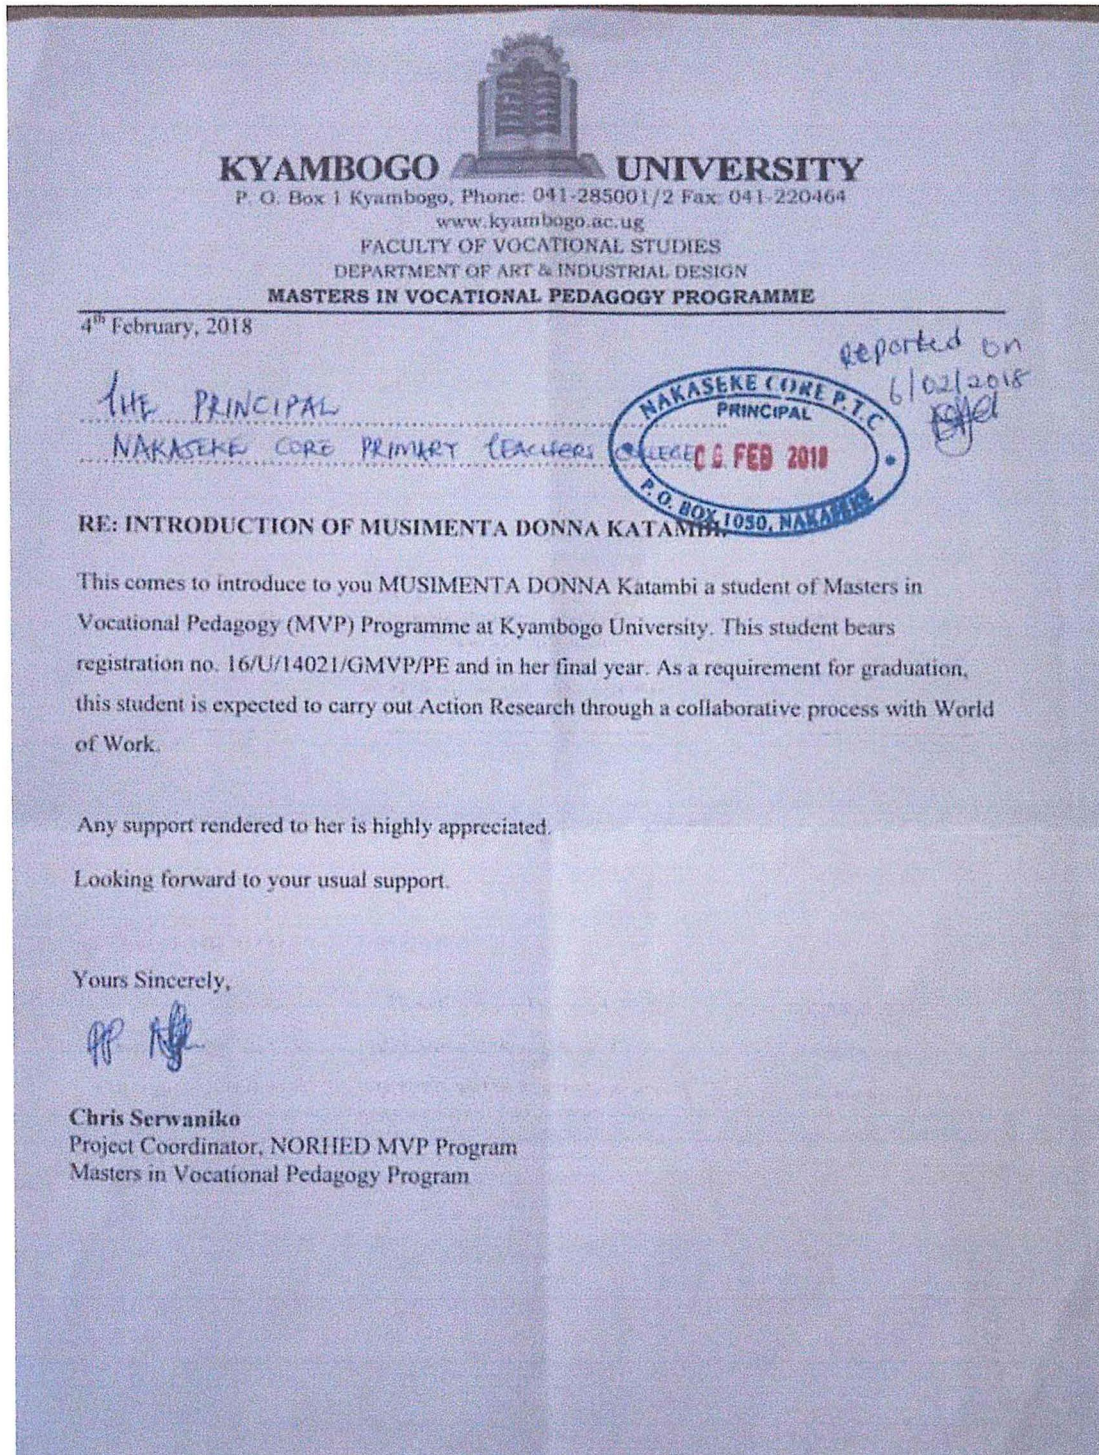 KYAMBOGO UNIVERSITY
P. O. Box 1 Kyambogo, Phone: 041-285001/2 Fax: 041-220464
www.kyambogo.ac.ug
FACULTY OF VOCATIONAL STUDIES
DEPARTMENT OF ART & INDUSTRIAL DESIGN
MASTERS IN VOCATIONAL PEDAGOGY PROGRAMME
4th February, 2018
Reported on
6/02/2018
THE PRINCIPAL
NAKASEKE CORE PRIMARY TEACHERS COLLEGE
NAKASEKE CORE P.T.C
PRINCIPAL
06 FEB 2018
P. O. BOX 1050, NAKASEKE
RE: INTRODUCTION OF MUSIMENTA DONNA KATAMBI.
This comes to introduce to you MUSIMENTA DONNA Katambi a student of Masters in
Vocational Pedagogy (MVP) Programme at Kyambogo University. This student bears
registration no. 16/U/14021/GMVP/PE and in her final year. As a requirement for graduation,
this student is expected to carry out Action Research through a collaborative process with World
of Work.
Any support rendered to her is highly appreciated.
Looking forward to your usual support.
Yours Sincerely,
PP
Chris Serwaniko
Project Coordinator, NORHED MVP Program
Masters in Vocational Pedagogy Program